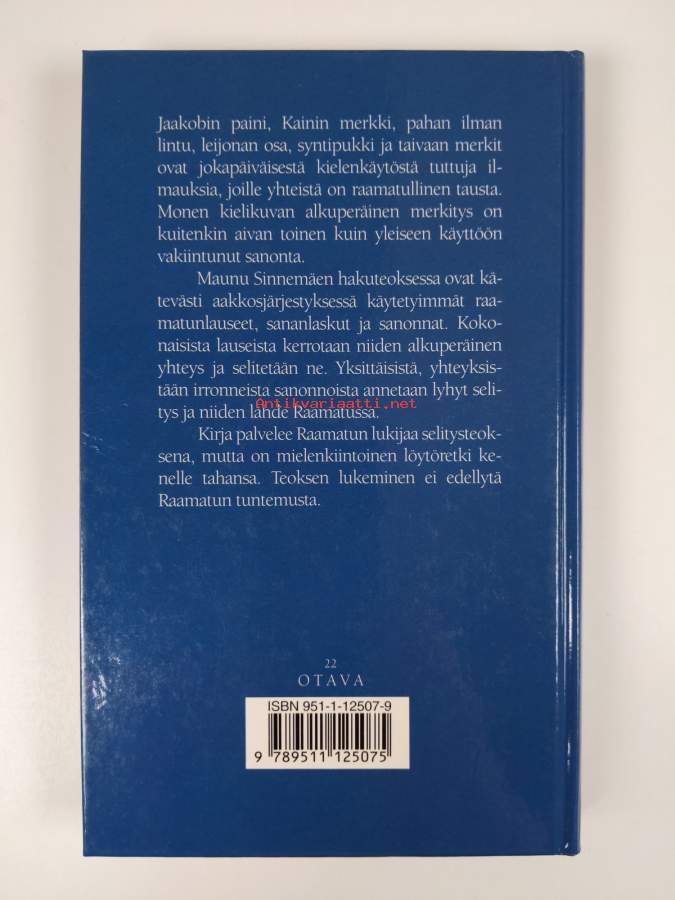 Jaakobin paini, Kainin merkki, pahan ilman
lintu, leijonan osa, syntipukki ja taivaan merkit
ovat jokapäiväisestä kielenkäytöstä tuttuja il-
mauksia, joille yhteistä on raamatullinen tausta.
Monen kielikuvan alkuperäinen merkitys on
kuitenkin aivan toinen kuin yleiseen käyttöön
vakiintunut sanonta.
Maunu Sinnemäen hakuteoksessa ovat kä-
tevästi aakkosjärjestyksessä käytetyimmät raa-
matunlauseet, sananlaskut ja sanonnat. Koko-
naisista lauseista kerrotaan niiden alkuperäinen
yhteys ja selitetään ne. Yksittäisistä, yhteyksis-
tään irronneista sanonnoista annetaan lyhyt seli-
Antikvariaatti.net
tys ja niiden lähde Raamatussa.
Kirja palvelee Raamatun lukijaa selitysteok-
sena, mutta on mielenkiintoinen löytöretki ke-
nelle tahansa. Teoksen lukeminen ei edellytä
Raamatun tuntemusta.
22
OTAVA
ISBN 951-1-12507-9
9 789511 125075